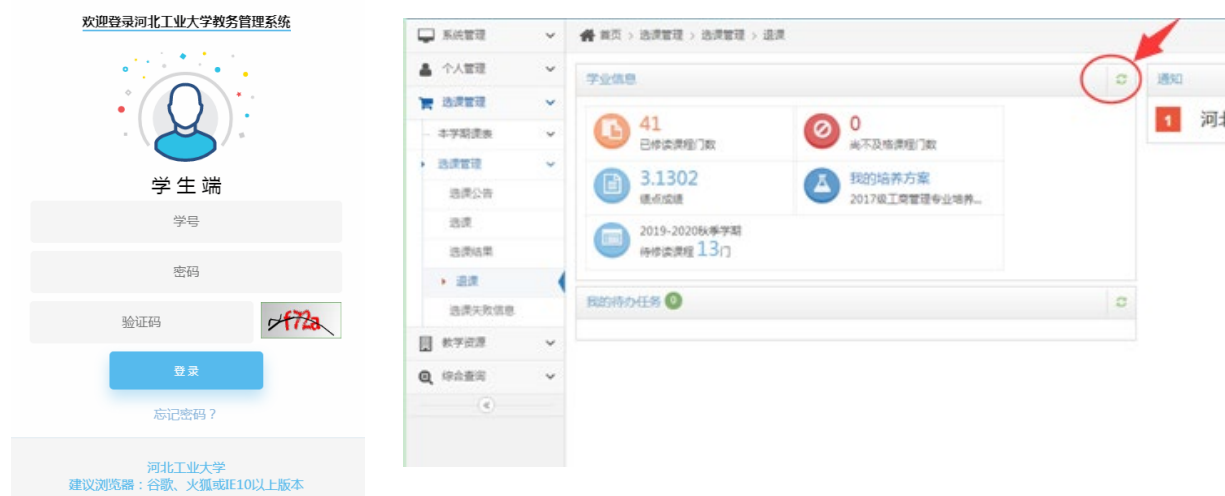 欢迎登录河北工业大学教务管理系统
学生端
学号
密码
验证码
f72a
登录
忘记密码？
河北工业大学
建议浏览器：谷歌、火狐或IE10以上版本
系统管理
个人管理
选课管理
本学期课表
选课管理
选课公告
选课
选课结果
退课
选课失败信息
教学资源
综合查询
首页 > 选课管理 > 选课管理 > 退课
学业信息
41
已修读课程门数
0
尚不及格课程门数
3.1302
绩点成绩
我的培养方案
2017级工商管理专业培养...
2019-2020秋季学期
待修读课程 13门
我的待办任务 0
通知
1 河北